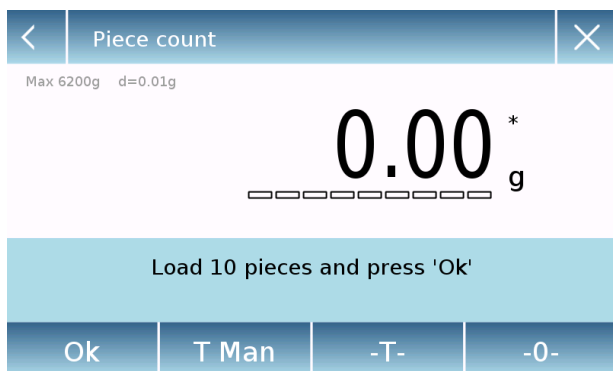 Piece count
Max 6200g d=0.01g
0.00 *
g
Load 10 pieces and press 'Ok'
Ok T Man -T- -0-